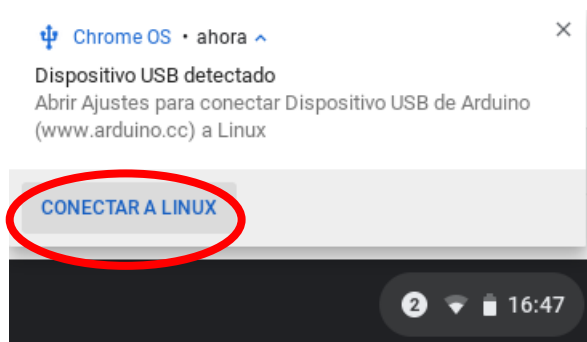 Chrome OS • ahora
Dispositivo USB detectado
Abrir Ajustes para conectar Dispositivo USB de Arduino
(www.arduino.cc) a Linux
CONECTAR A LINUX
2 16:47